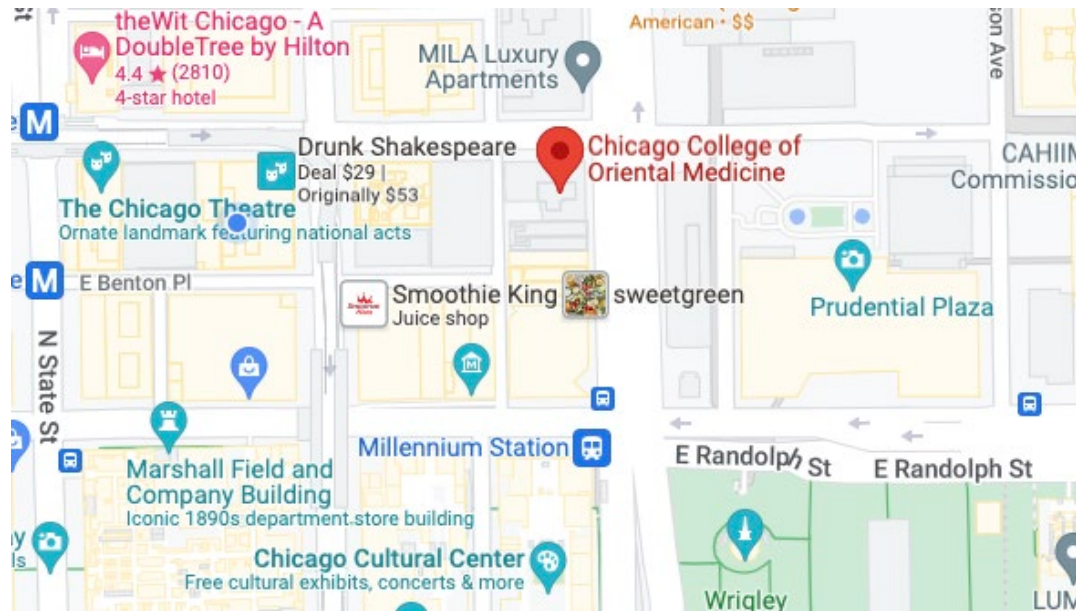 St
theWit Chicago - A
DoubleTree by Hilton
4.4 ★ (2810)
4-star hotel
American • $$
MILA Luxury
Apartments
son Ave
M
Drunk Shakespeare
Deal $29 |
Originally $53
Chicago College of
Oriental Medicine
CAHIIM
Commissio
The Chicago Theatre
Ornate landmark featuring national acts
M
E Benton Pl
Smoothie King
Juice shop
sweetgreen
Prudential Plaza
N State St
Millennium Station
E Randolph St
E Randolph St
Marshall Field and
Company Building
Iconic 1890s department store building
Chicago Cultural Center
Free cultural exhibits, concerts & more
Wrigley
LUM